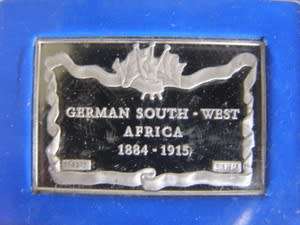 GERMAN SOUTH - WEST
AFRICA
1884 - 1915